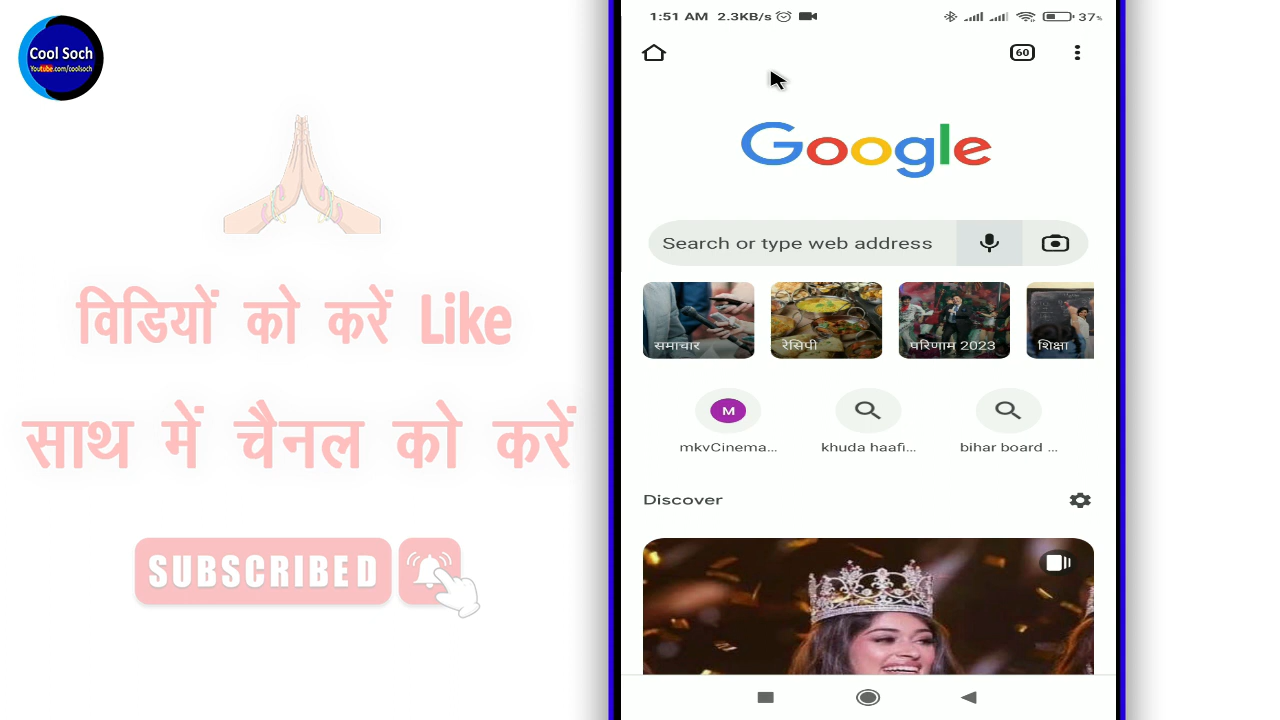 Cool Soch
Youtube.com/coolsoch
विडियों को करें Like
साथ में चैनल को करें
SUBSCRIBED
1:51 AM 2.3KB/s
37%
60
Google
Search or type web address
समाचार
रेसिपी
परिणाम 2023
शिक्षा
M
mkvCinema...
khuda haafi...
bihar board ...
Discover